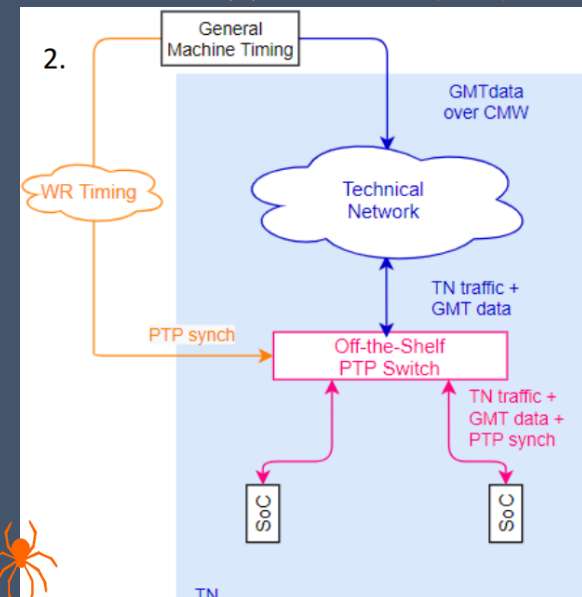 2.
General
Machine Timing
GMTdata
over CMW
WR Timing
Technical
Network
TN traffic +
GMT data
PTP synch
Off-the-Shelf
PTP Switch
TN traffic +
GMT data +
PTP synch
SoC
SoC
TN